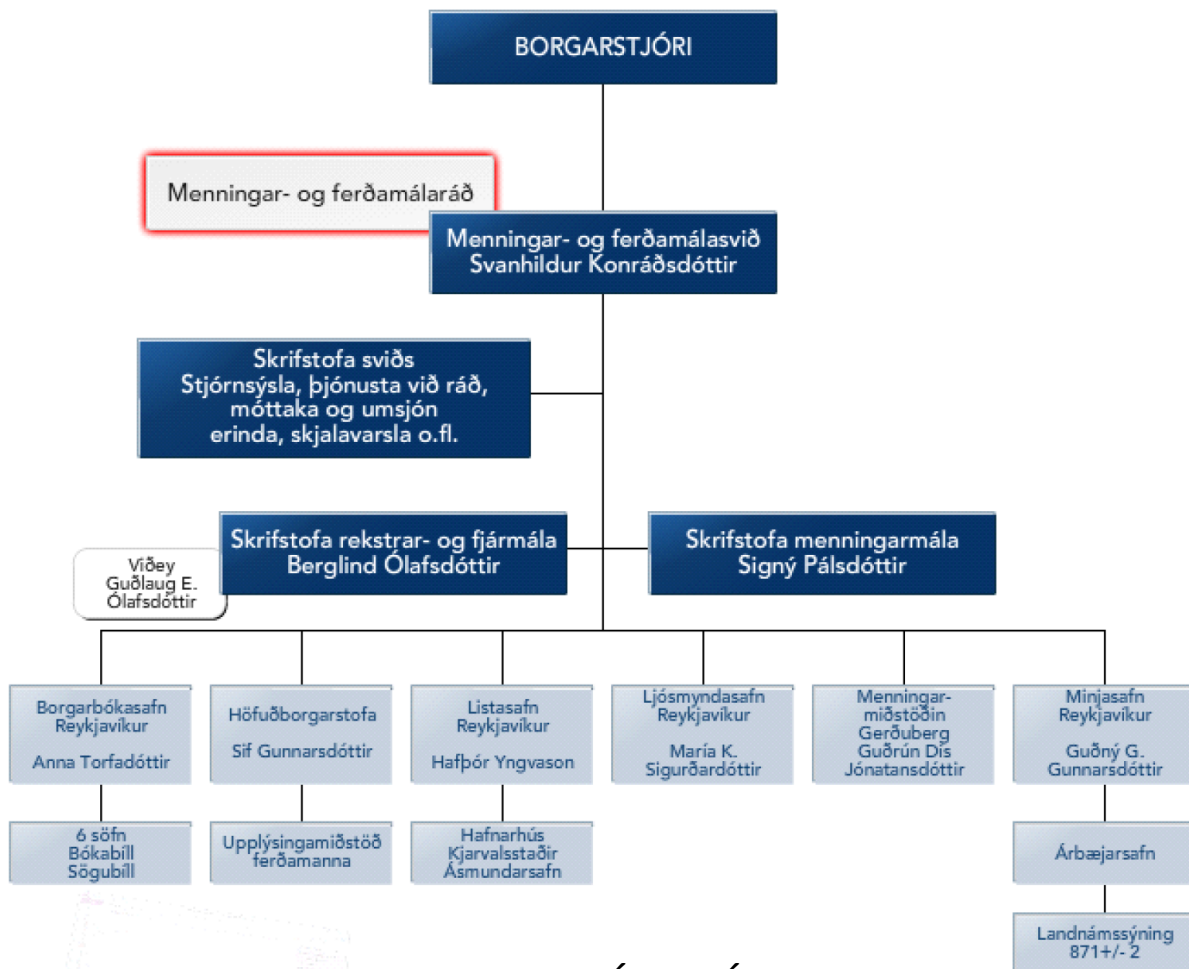 BORGARSTJÓRI
Menningar- og ferðamálaráð
Menningar- og ferðamálasvið
Svanhildur Konráðsdóttir
Skrifstofa sviðs
Stjórnsýsla, þjónusta við ráð,
móttaka og umsjón
erinda, skjalavarsla o.fl.
Skrifstofa rekstrar- og fjármála
Berglind Ólafsdóttir
Skrifstofa menningarmála
Signý Pálsdóttir
Viðey
Guðlaug E.
Ólafsdóttir
Borgarbókasafn
Reykjavíkur
Anna Torfadóttir
Höfuðborgarstofa
Sif Gunnarsdóttir
Listasafn
Reykjavíkur
Hafþór Yngvason
Ljósmyndasafn
Reykjavíkur
María K.
Sigurðardóttir
Menningar-
miðstöðin
Gerðuberg
Guðrún Dís
Jónatansdóttir
Minjasafn
Reykjavíkur
Guðný G.
Gunnarsdóttir
6 söfn
Bókabíll
Sögubíll
Upplýsingamiðstöð
ferðamanna
Hafnarhús
Kjarvalsstaðir
Ásmundarsafn
Árbæjarsafn
Landnámssýning
871+/- 2